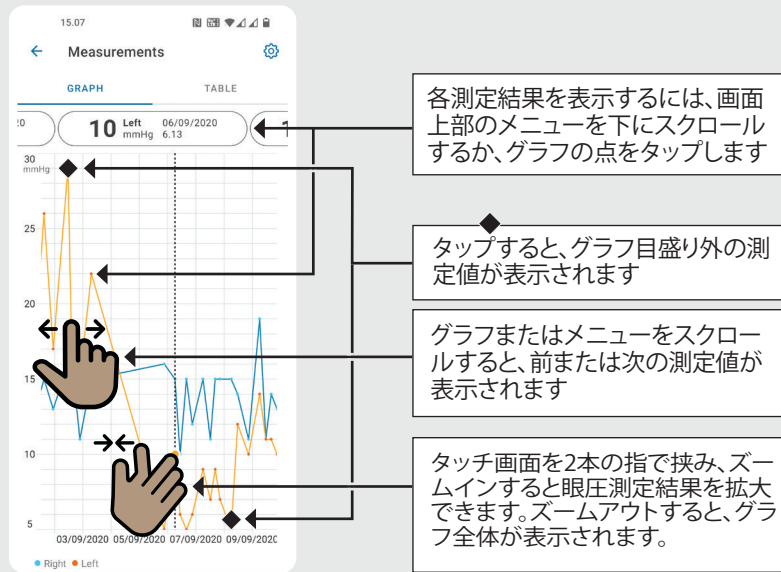 15.07
Measurements
GRAPH TABLE
20
10 Left mmHg 06/09/2020 6.13
1
30
mmHg
25
20
15
10
5
03/09/2020 05/09/2020 07/09/2020 09/09/2020
Right Left
各測定結果を表示するには、画面
上部のメニューを下にスクロール
するか、グラフの点をタップします
タップすると、グラフ目盛り外の測
定値が表示されます
グラフまたはメニューをスクロー
ルすると、前または次の測定値が
表示されます
タッチ画面を2本の指で挟み、ズー
ムインすると眼圧測定結果を拡大
できます。ズームアウトすると、グラ
フ全体が表示されます。